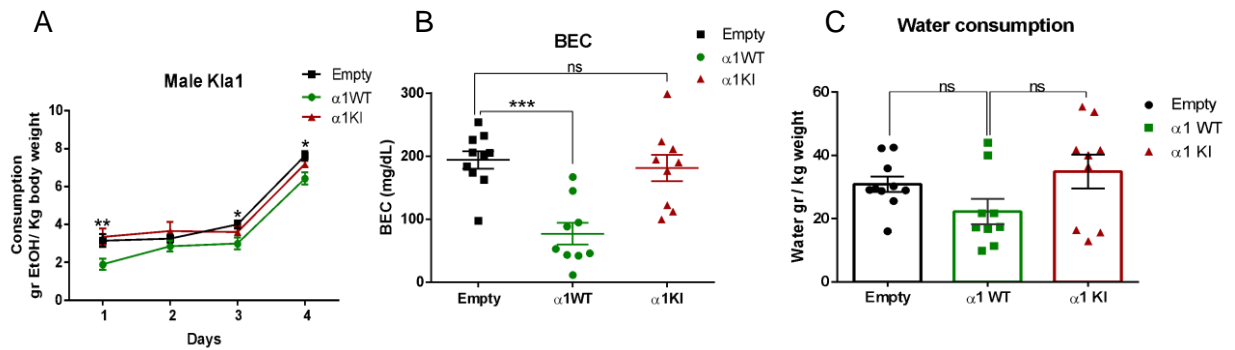 A
Male Kla1
Empty
α1WT
α1KI
Consumption
gr EtOH/ Kg body weight
10
8
6
4
2
0
**
*
*
1
2
3
4
Days
B
BEC
Empty
α1WT
α1KI
ns
***
BEC (mg/dL)
300
200
100
0
Empty
α1WT
α1KI
C
Water consumption
ns
ns
Empty
α1 WT
α1 KI
Water gr / kg weight
60
40
20
0
Empty
α1 WT
α1 KI